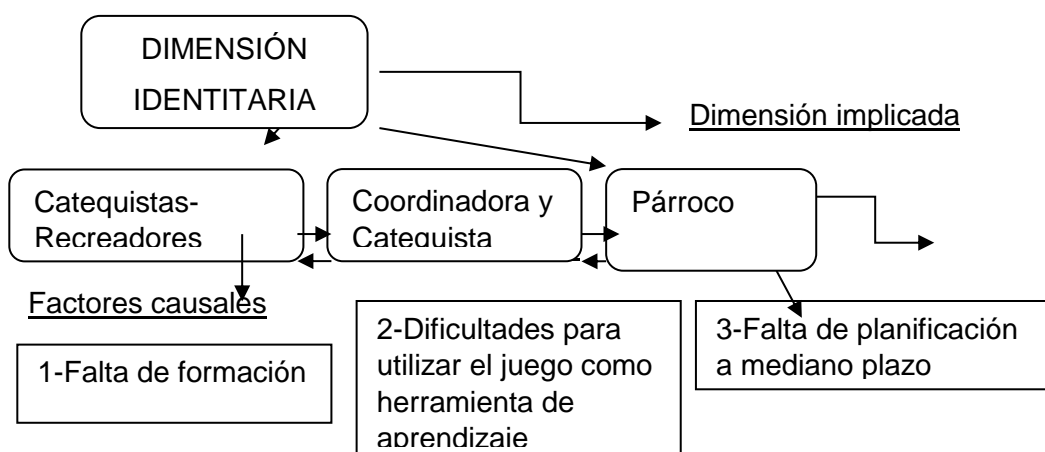 DIMENSIÓN
IDENTITARIA
Dimensión implicada
Catequistas-
Recreadores
Coordinadora y
Catequista
Párroco
Factores causales
1-Falta de formación
2-Dificultades para
utilizar el juego como
herramienta de
aprendizaje
3-Falta de planificación
a mediano plazo